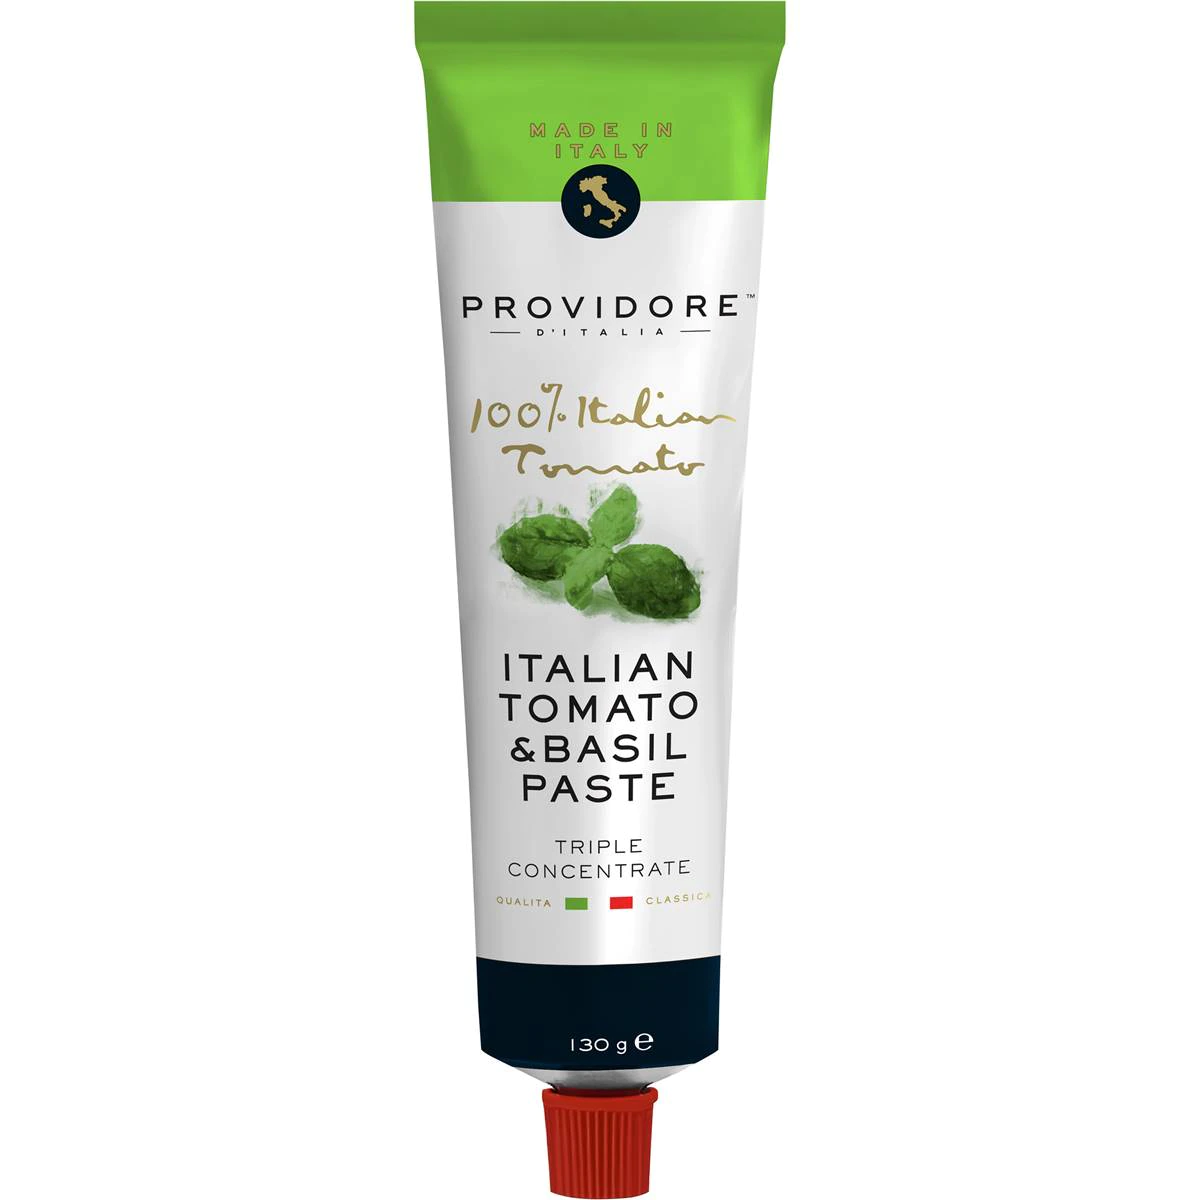 MADE IN
ITALY
PROVIDORE™
D'ITALIA
100% Italian
Tomato
ITALIAN
TOMATO
&BASIL
PASTE
TRIPLE
CONCENTRATE
QUALITA CLASSICA
130 g e